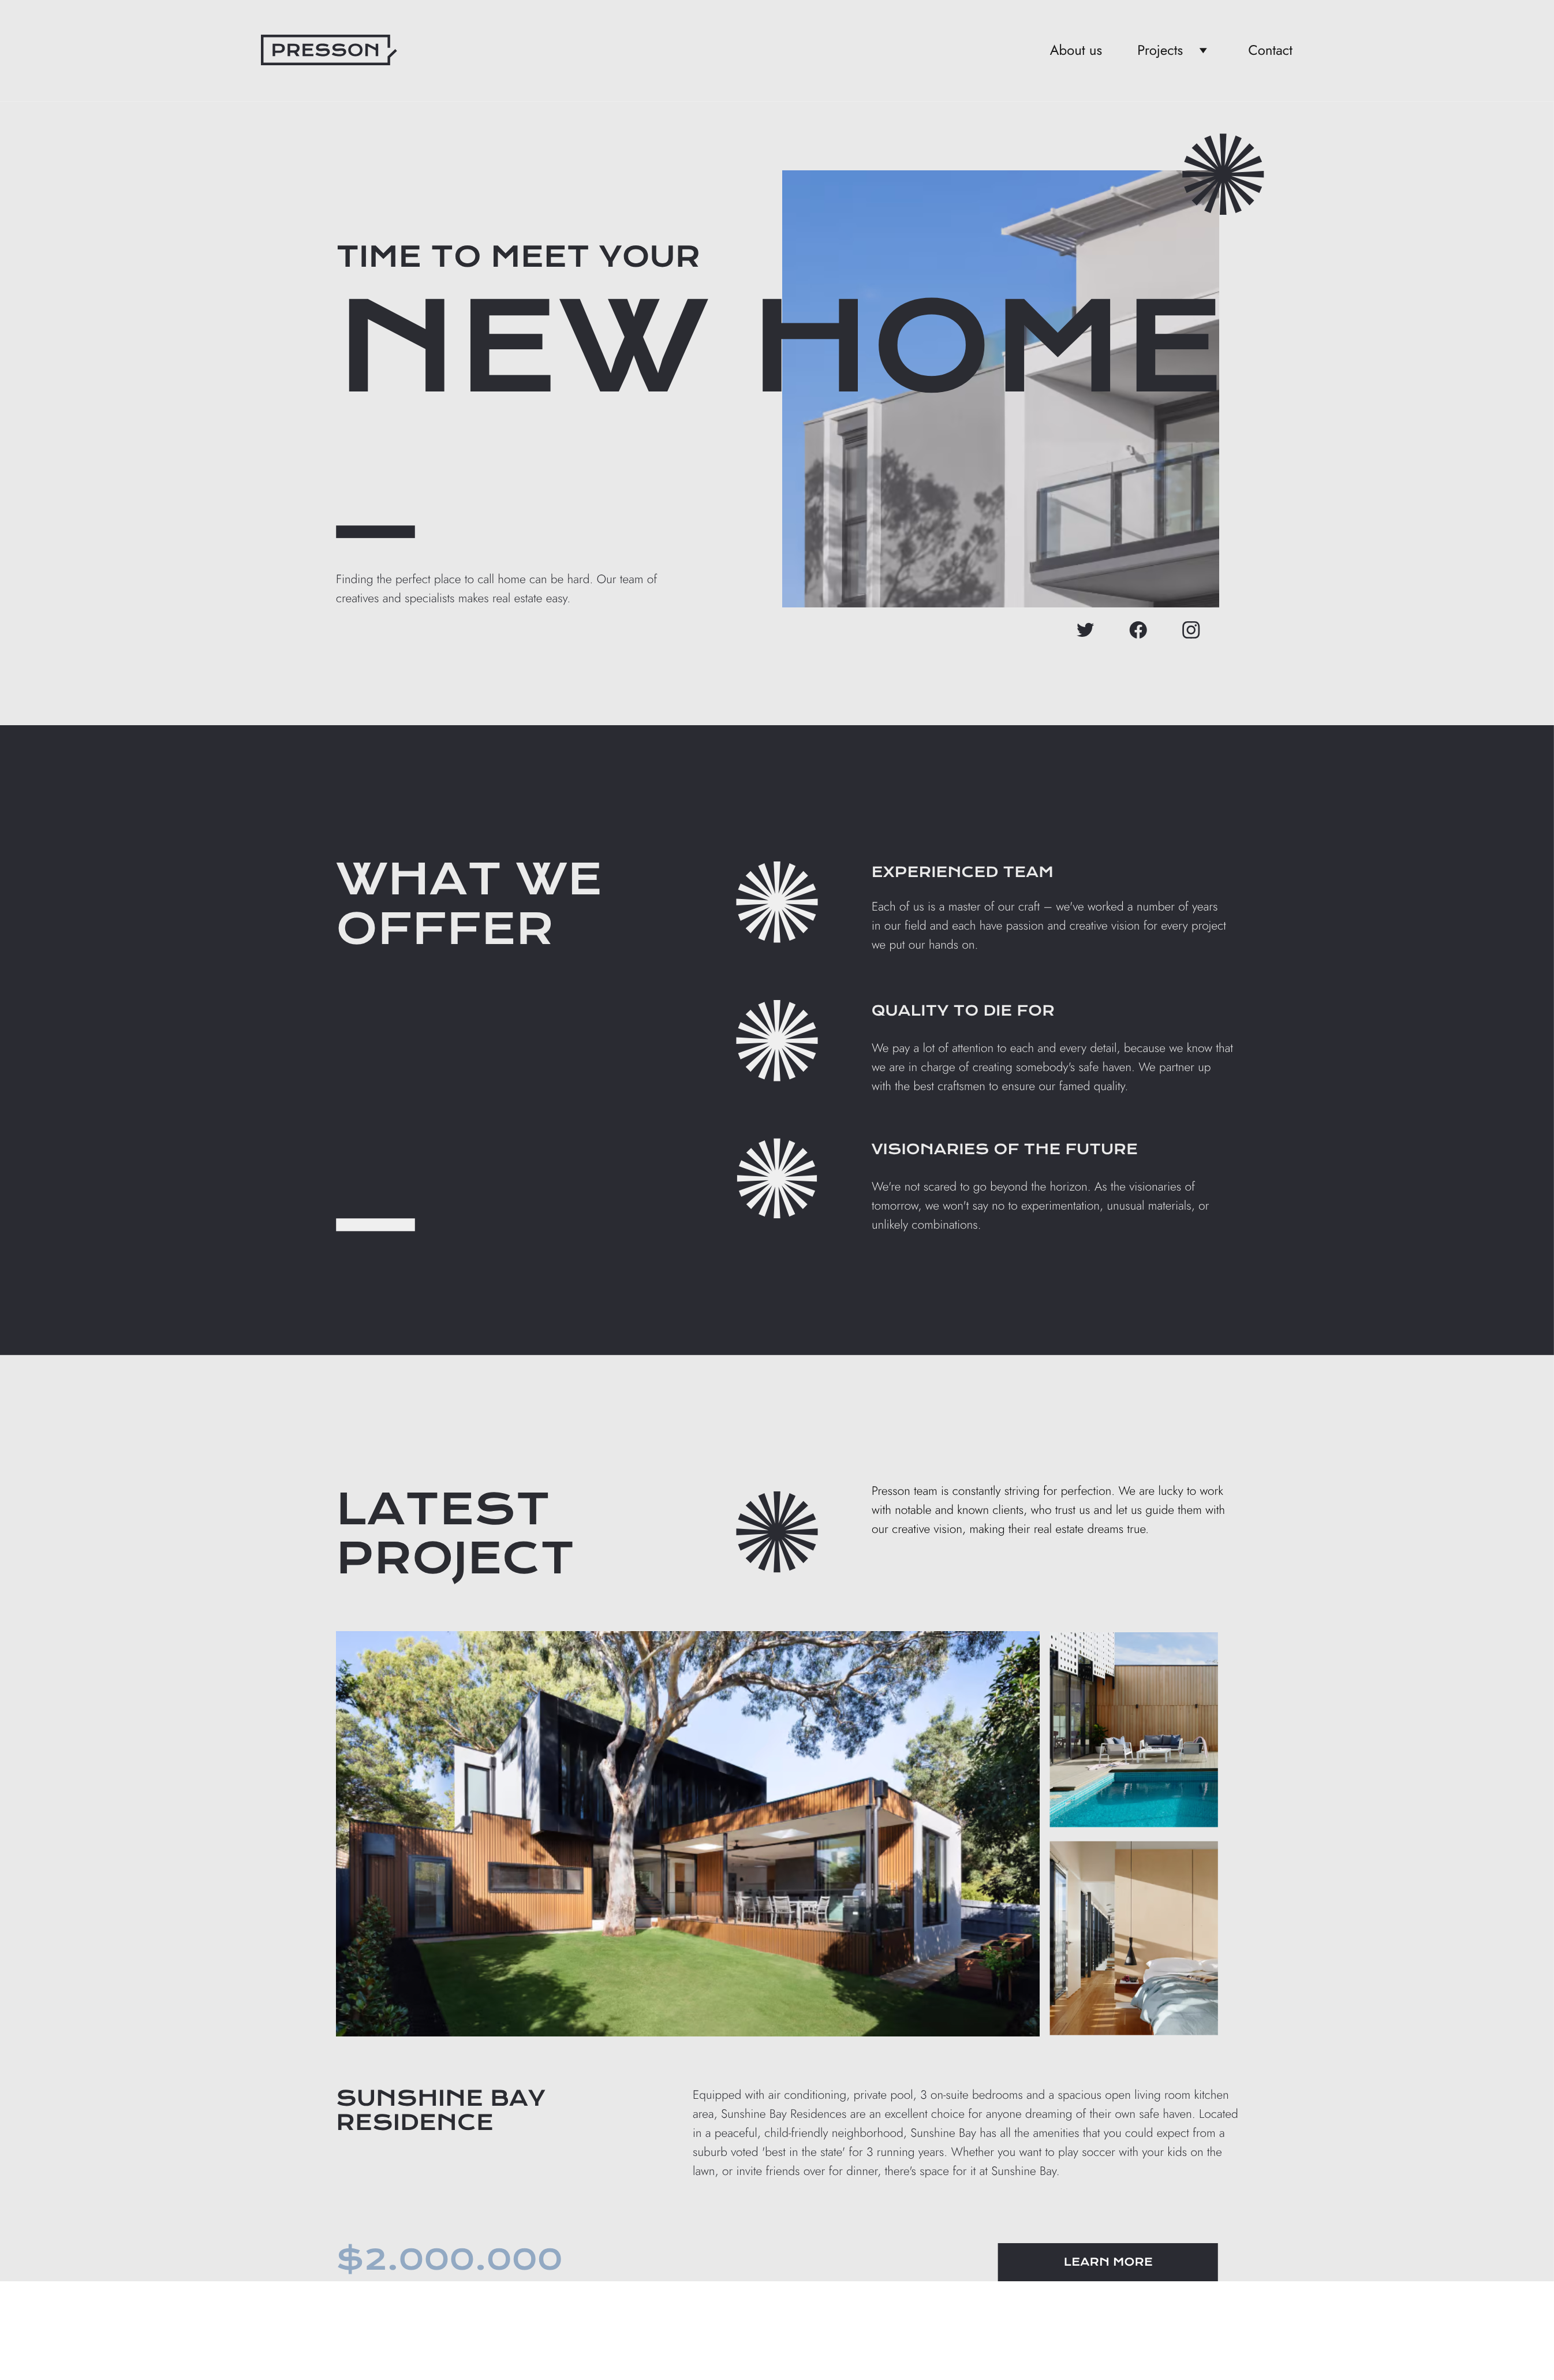 PRESSON
About us
Projects
Contact
TIME TO MEET YOUR
NEW HOME
Finding the perfect place to call home can be hard. Our team of
creatives and specialists makes real estate easy.
WHAT WE
OFFFER
EXPERIENCED TEAM
Each of us is a master of our craft – we've worked a number of years
in our field and each have passion and creative vision for every project
we put our hands on.
QUALITY TO DIE FOR
We pay a lot of attention to each and every detail, because we know that
we are in charge of creating somebody's safe haven. We partner up
with the best craftsmen to ensure our famed quality.
VISIONARIES OF THE FUTURE
We're not scared to go beyond the horizon. As the visionaries of
tomorrow, we won't say no to experimentation, unusual materials, or
unlikely combinations.
LATEST
PROJECT
Presson team is constantly striving for perfection. We are lucky to work
with notable and known clients, who trust us and let us guide them with
our creative vision, making their real estate dreams true.
SUNSHINE BAY
RESIDENCE
Equipped with air conditioning, private pool, 3 on-suite bedrooms and a spacious open living room kitchen
area, Sunshine Bay Residences are an excellent choice for anyone dreaming of their own safe haven. Located
in a peaceful, child-friendly neighborhood, Sunshine Bay has all the amenities that you could expect from a
suburb voted 'best in the state' for 3 running years. Whether you want to play soccer with your kids on the
lawn, or invite friends over for dinner, there's space for it at Sunshine Bay.
$2.000.000
LEARN MORE